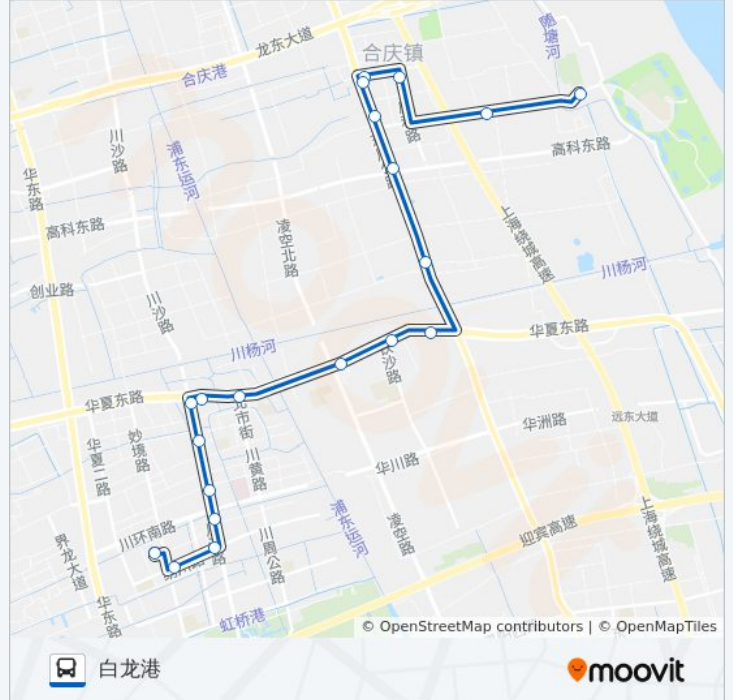 龙东大道
合庆镇
随塘河
合庆港
川沙路
浦东运河
华东路
高科东路
高科东路
凌空北路
上海绕城高速
创业路
川沙路
川杨河
川杨河
华夏东路
华夏东路
北市街
华洲路
远东大道
华夏二路
妙境路
川黄路
华川路
川环南路
浦东运河
凌空路
迎宾高速
上海绕城高速
界龙大道
川周公路
华东路
虹桥港
© OpenStreetMap contributors | © OpenMapTiles
白龙港
moovit